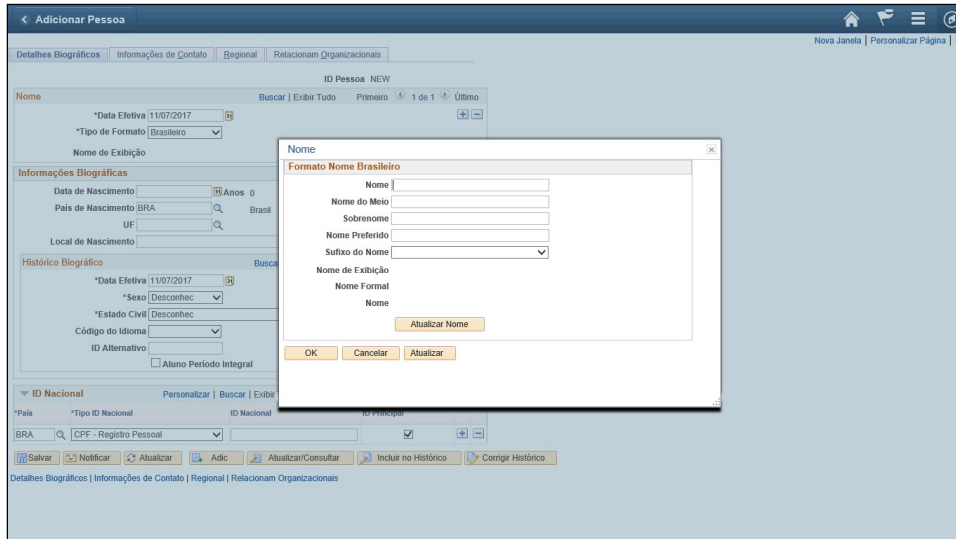 Adicionar Pessoa
Nova Janela | Personalizar Página |
Detalhes Biográficos | Informações de Contato | Regional | Relacionam Organizacionais
ID Pessoa NEW
Nome Buscar | Exibir Tudo Primeiro 1 de 1 Último
*Data Efetiva 11/07/2017
*Tipo de Formato Brasileiro
Nome de Exibição
Informações Biográficas
Data de Nascimento Anos 0
País de Nascimento BRA Brasil
UF
Local de Nascimento
Histórico Biográfico Busca
*Data Efetiva 11/07/2017
*Sexo Desconhec
*Estado Civil Desconhec
Código do Idioma
ID Alternativo
Aluno Período Integral
Nome
Formato Nome Brasileiro
Nome
Nome do Meio
Sobrenome
Nome Preferido
Sufixo do Nome
Nome de Exibição
Nome Formal
Nome
Atualizar Nome
OK Cancelar Atualizar
ID Nacional Personalizar | Buscar | Exibir
*País *Tipo ID Nacional ID Nacional ID Principal
BRA CPF - Registro Pessoal
Salvar Notificar Atualizar Adic Atualizar/Consultar Incluir no Histórico Corrigir Histórico
Detalhes Biográficos | Informações de Contato | Regional | Relacionam Organizacionais